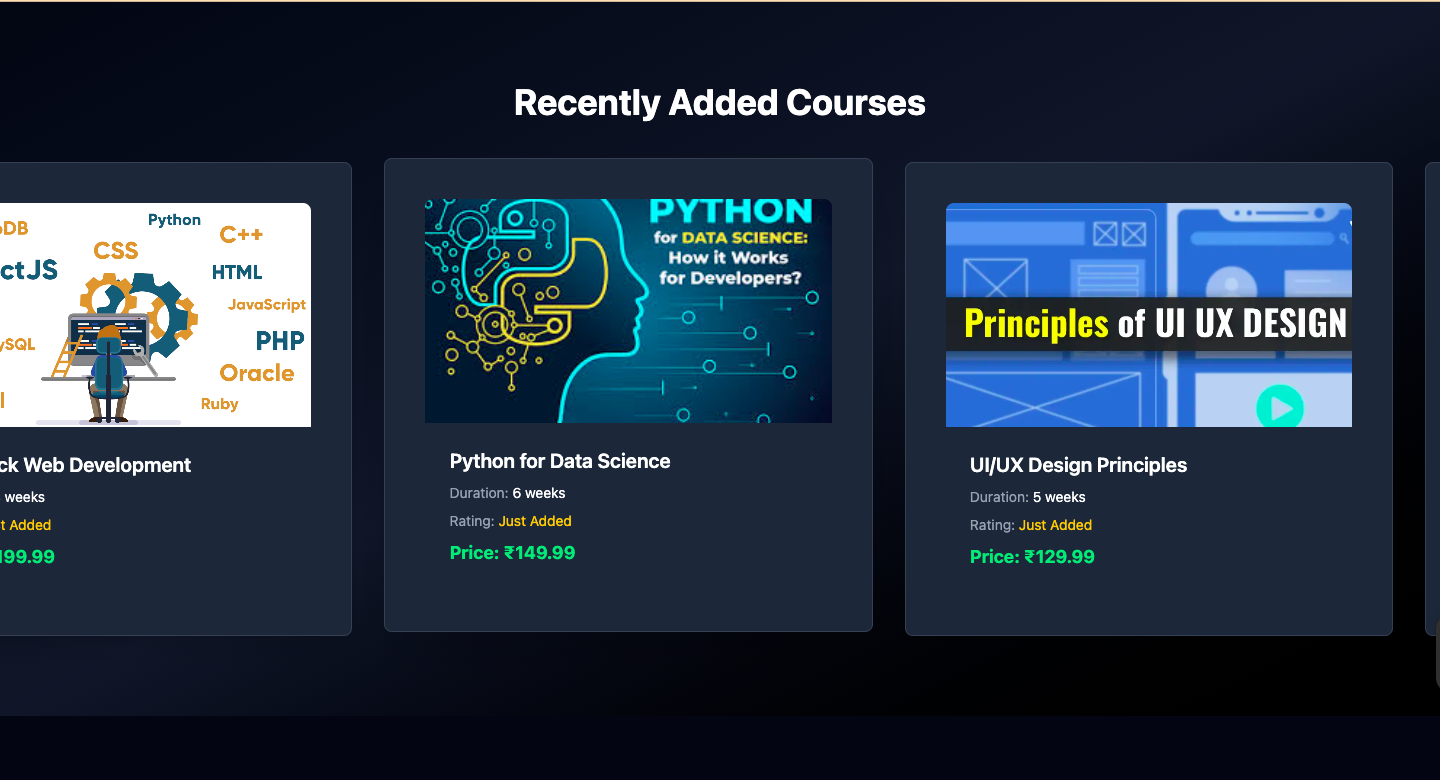 Recently Added Courses
Python
DB
C++
CSS
ctJS
HTML
JavaScript
PHP
ySQL
Oracle
Ruby
ck Web Development
weeks
t Added
199.99
PYTHON
for DATA SCIENCE:
How it Works
for Developers?
Python for Data Science
Duration: 6 weeks
Rating: Just Added
Price: ₹149.99
Principles of UI UX DESIGN
UI/UX Design Principles
Duration: 5 weeks
Rating: Just Added
Price: ₹129.99